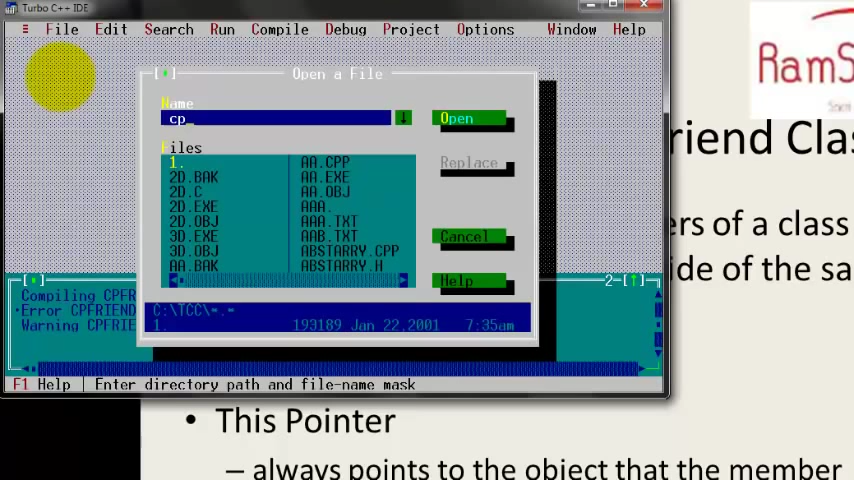 Turbo C++ IDE
≡ File Edit Search Run Compile Debug Project Options Window Help
Open a File
Name
cp_
Open
Files
Replace
1.
2D.BAK
2D.C
2D.EXE
2D.OBJ
3D.EXE
3D.OBJ
AA.BAK
AA.CPP
AA.EXE
AA.OBJ
AAA.
AAA.TXT
AAB.TXT
ABSTARRY.CPP
ABSTARRY.H
Cancel
Help
C:\TCC\*.*
1. 193189 Jan 22,2001 7:35am
2
Compiling CPFR
•Error CPFRIEND
Warning CPFRIE
F1 Help | Enter directory path and file-name mask
RamS
riend Clas
ers of a class
ide of the sa
• This Pointer
– always points to the object that the member